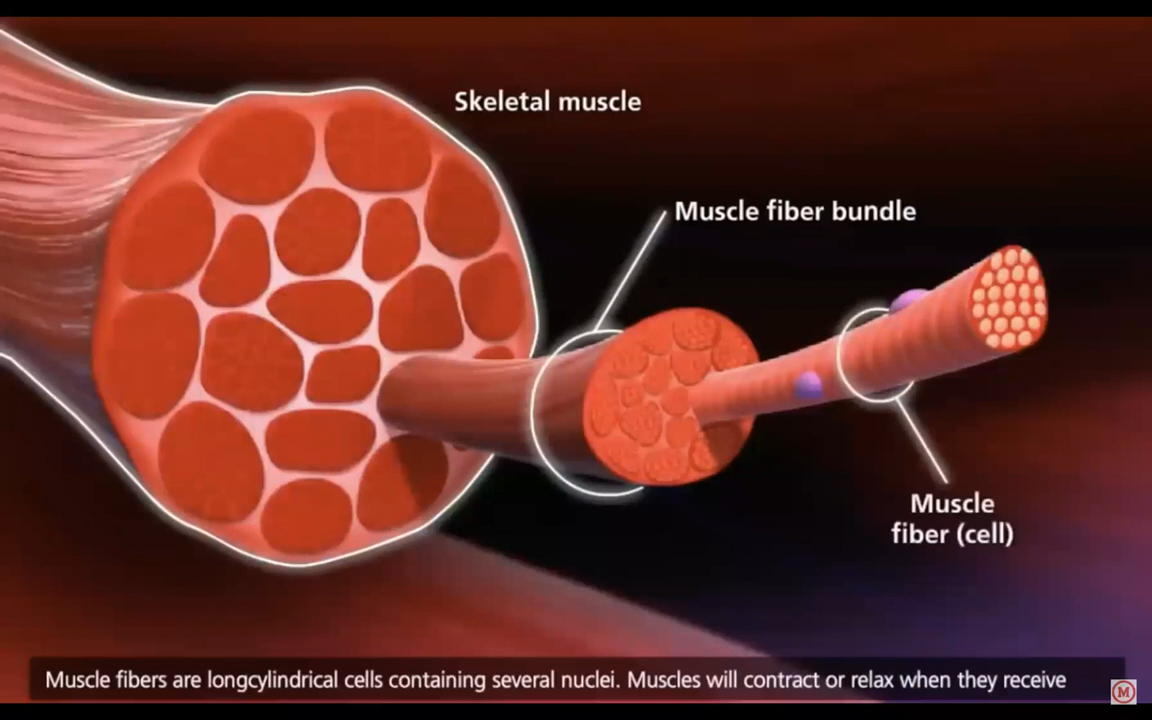 Skeletal muscle
Muscle fiber bundle
Muscle
fiber (cell)
Muscle fibers are longcylindrical cells containing several nuclei. Muscles will contract or relax when they receive
M